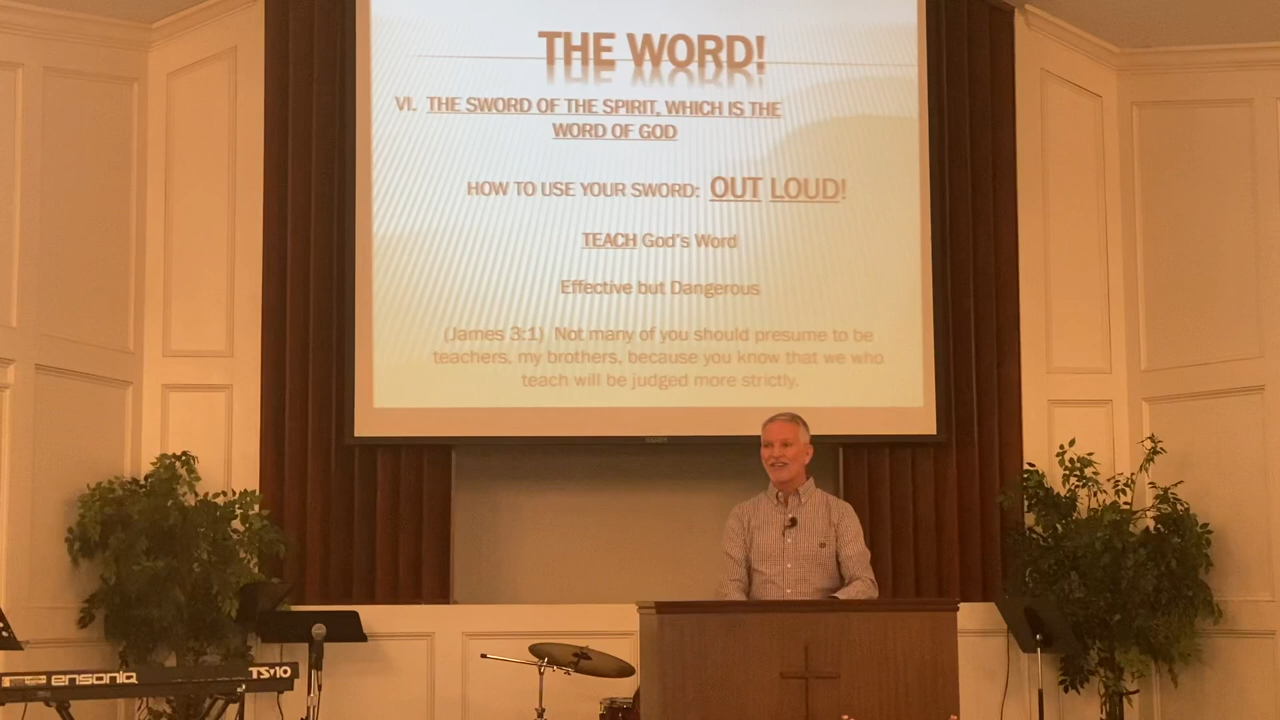 THE WORD!
VI. THE SWORD OF THE SPIRIT, WHICH IS THE
WORD OF GOD
HOW TO USE YOUR SWORD: OUT LOUD!
TEACH God's Word
Effective but Dangerous
(James 3:1) Not many of you should presume to be
teachers, my brothers, because you know that we who
teach will be judged more strictly.
ensoniq TS-10